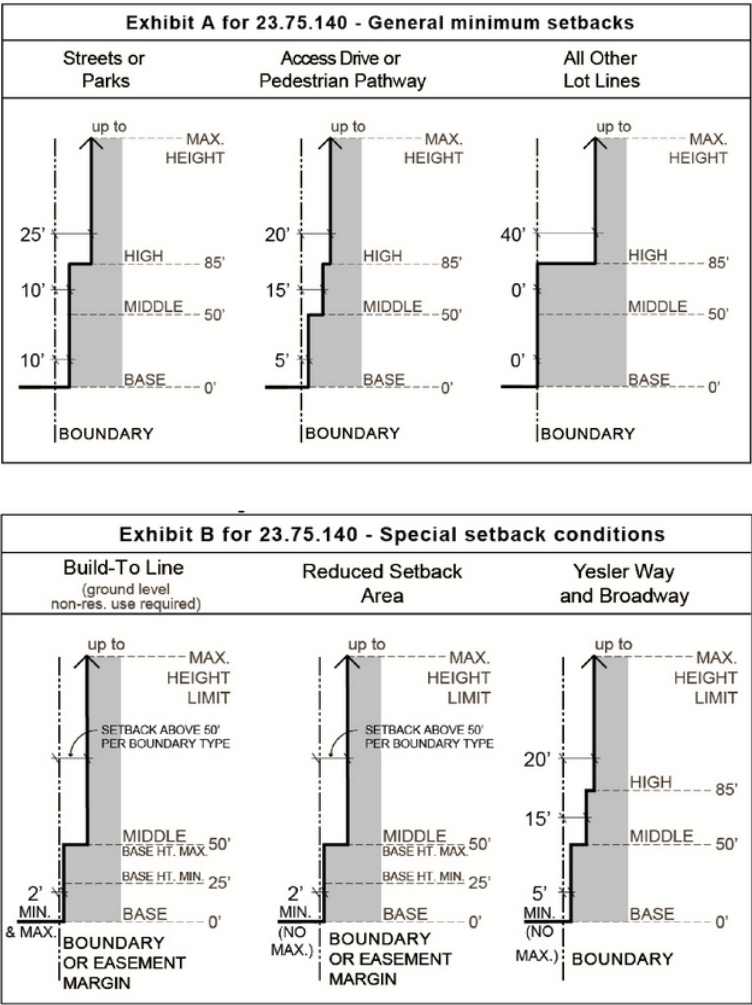 Exhibit A for 23.75.140 - General minimum setbacks
Streets or
Parks
up to
MAX.
HEIGHT
25'
HIGH
85'
10'
MIDDLE
50'
10'
BASE
0'
BOUNDARY
Access Drive or
Pedestrian Pathway
up to
MAX.
HEIGHT
20'
HIGH
85'
15'
MIDDLE
50'
5'
BASE
0'
BOUNDARY
All Other
Lot Lines
up to
MAX.
HEIGHT
40'
HIGH
85'
0'
MIDDLE
50'
0'
BASE
0'
BOUNDARY
Exhibit B for 23.75.140 - Special setback conditions
Build-To Line
(ground level
non-res. use required)
up to
MAX.
HEIGHT
LIMIT
SETBACK ABOVE 50'
PER BOUNDARY TYPE
MIDDLE
50'
BASE HT. MAX.
BASE HT. MIN.
25'
2'
MIN.
& MAX.
BASE
0'
BOUNDARY
OR EASEMENT
MARGIN
Reduced Setback
Area
up to
MAX.
HEIGHT
LIMIT
SETBACK ABOVE 50'
PER BOUNDARY TYPE
MIDDLE
50'
BASE HT. MAX.
BASE HT. MIN.
25'
2'
MIN.
(NO
MAX.)
BASE
0'
BOUNDARY
OR EASEMENT
MARGIN
Yesler Way
and Broadway
up to
MAX.
HEIGHT
LIMIT
20'
HIGH
85'
15'
MIDDLE
50'
5'
MIN.
(NO
MAX.)
BASE
0'
BOUNDARY